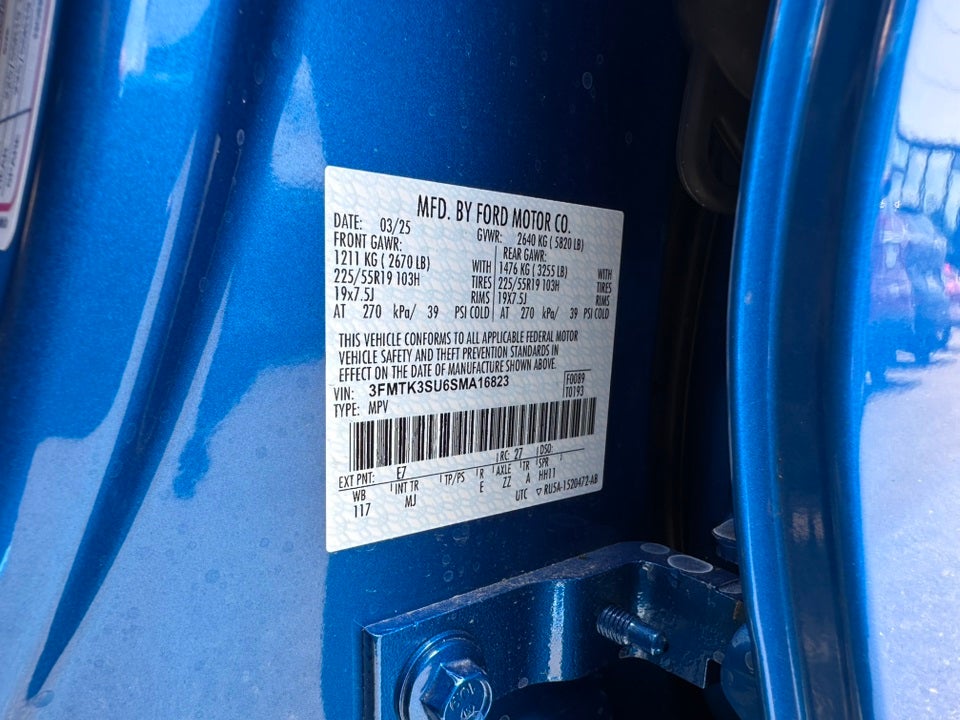 MFD. BY FORD MOTOR CO.
DATE: 03/25 GVWR: 2640 KG ( 5820 LB)
FRONT GAWR: REAR GAWR:
1211 KG ( 2670 LB) WITH 1476 KG ( 3255 LB) WITH
225/55R19 103H TIRES 225/55R19 103H TIRES
19x7.5J RIMS 19x7.5J RIMS
AT 270 kPa/ 39 PSI COLD AT 270 kPa/ 39 PSI COLD
THIS VEHICLE CONFORMS TO ALL APPLICABLE FEDERAL MOTOR
VEHICLE SAFETY AND THEFT PREVENTION STANDARDS IN
EFFECT ON THE DATE OF MANUFACTURE SHOWN ABOVE.
VIN: 3FMTK3SU6SMA16823 F0089
TYPE: MPV T0193
EXT PNT: E7 RC: 27 DSO:
WB INT TR TP/PS R AXLE TR SPR
117 MJ E ZZ A HH11
UTC ▽ RU5A-1520472-AB